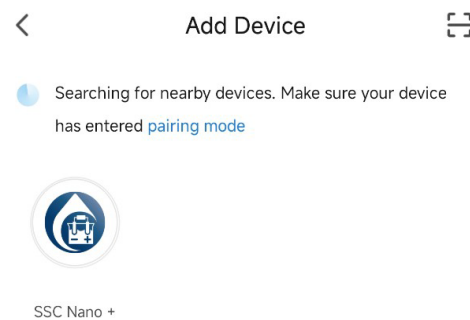 Add Device
Searching for nearby devices. Make sure your device
has entered pairing mode
SSC Nano +